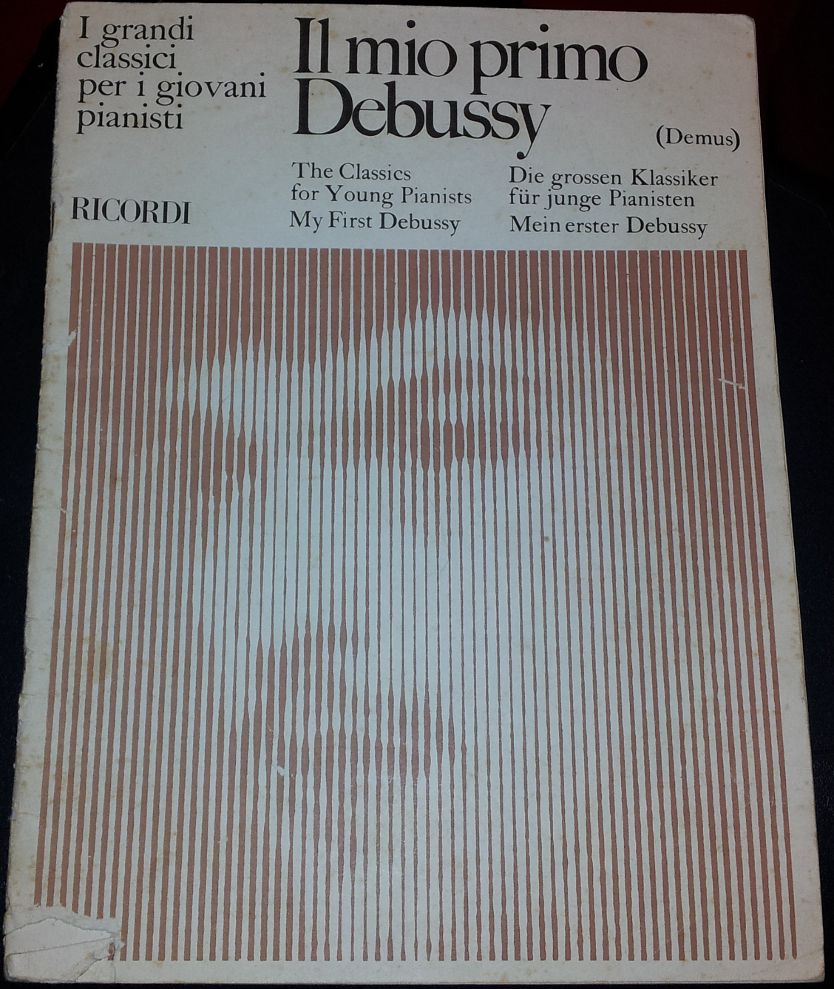 I grandi
classici
per i giovani
pianisti
RICORDI
Il mio primo
Debussy
(Demus)
The Classics
for Young Pianists
My First Debussy
Die grossen Klassiker
für junge Pianisten
Mein erster Debussy